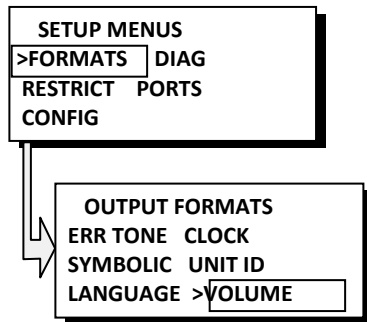 SETUP MENUS
>FORMATS DIAG
RESTRICT PORTS
CONFIG
OUTPUT FORMATS
ERR TONE CLOCK
SYMBOLIC UNIT ID
LANGUAGE >VOLUME